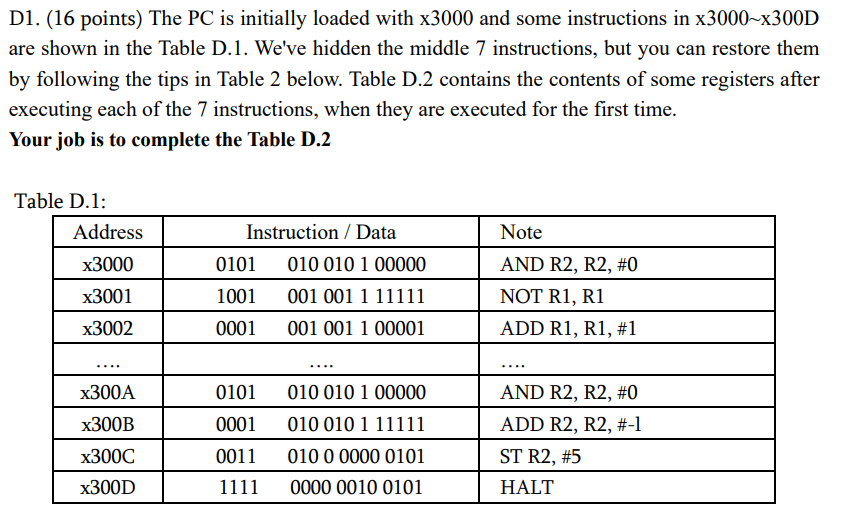 D1. (16 points) The PC is initially loaded with x3000 and some instructions in x3000~x300D
are shown in the Table D.1. We've hidden the middle 7 instructions, but you can restore them
by following the tips in Table 2 below. Table D.2 contains the contents of some registers after
executing each of the 7 instructions, when they are executed for the first time.
Your job is to complete the Table D.2
Table D.1:
Address Instruction / Data Note
x3000 0101 010 010 1 00000 AND R2, R2, #0
x3001 1001 001 001 1 11111 NOT R1, R1
x3002 0001 001 001 1 00001 ADD R1, R1, #1
.... .... ....
x300A 0101 010 010 1 00000 AND R2, R2, #0
x300B 0001 010 010 1 11111 ADD R2, R2, #-1
x300C 0011 010 0 0000 0101 ST R2, #5
x300D 1111 0000 0010 0101 HALT